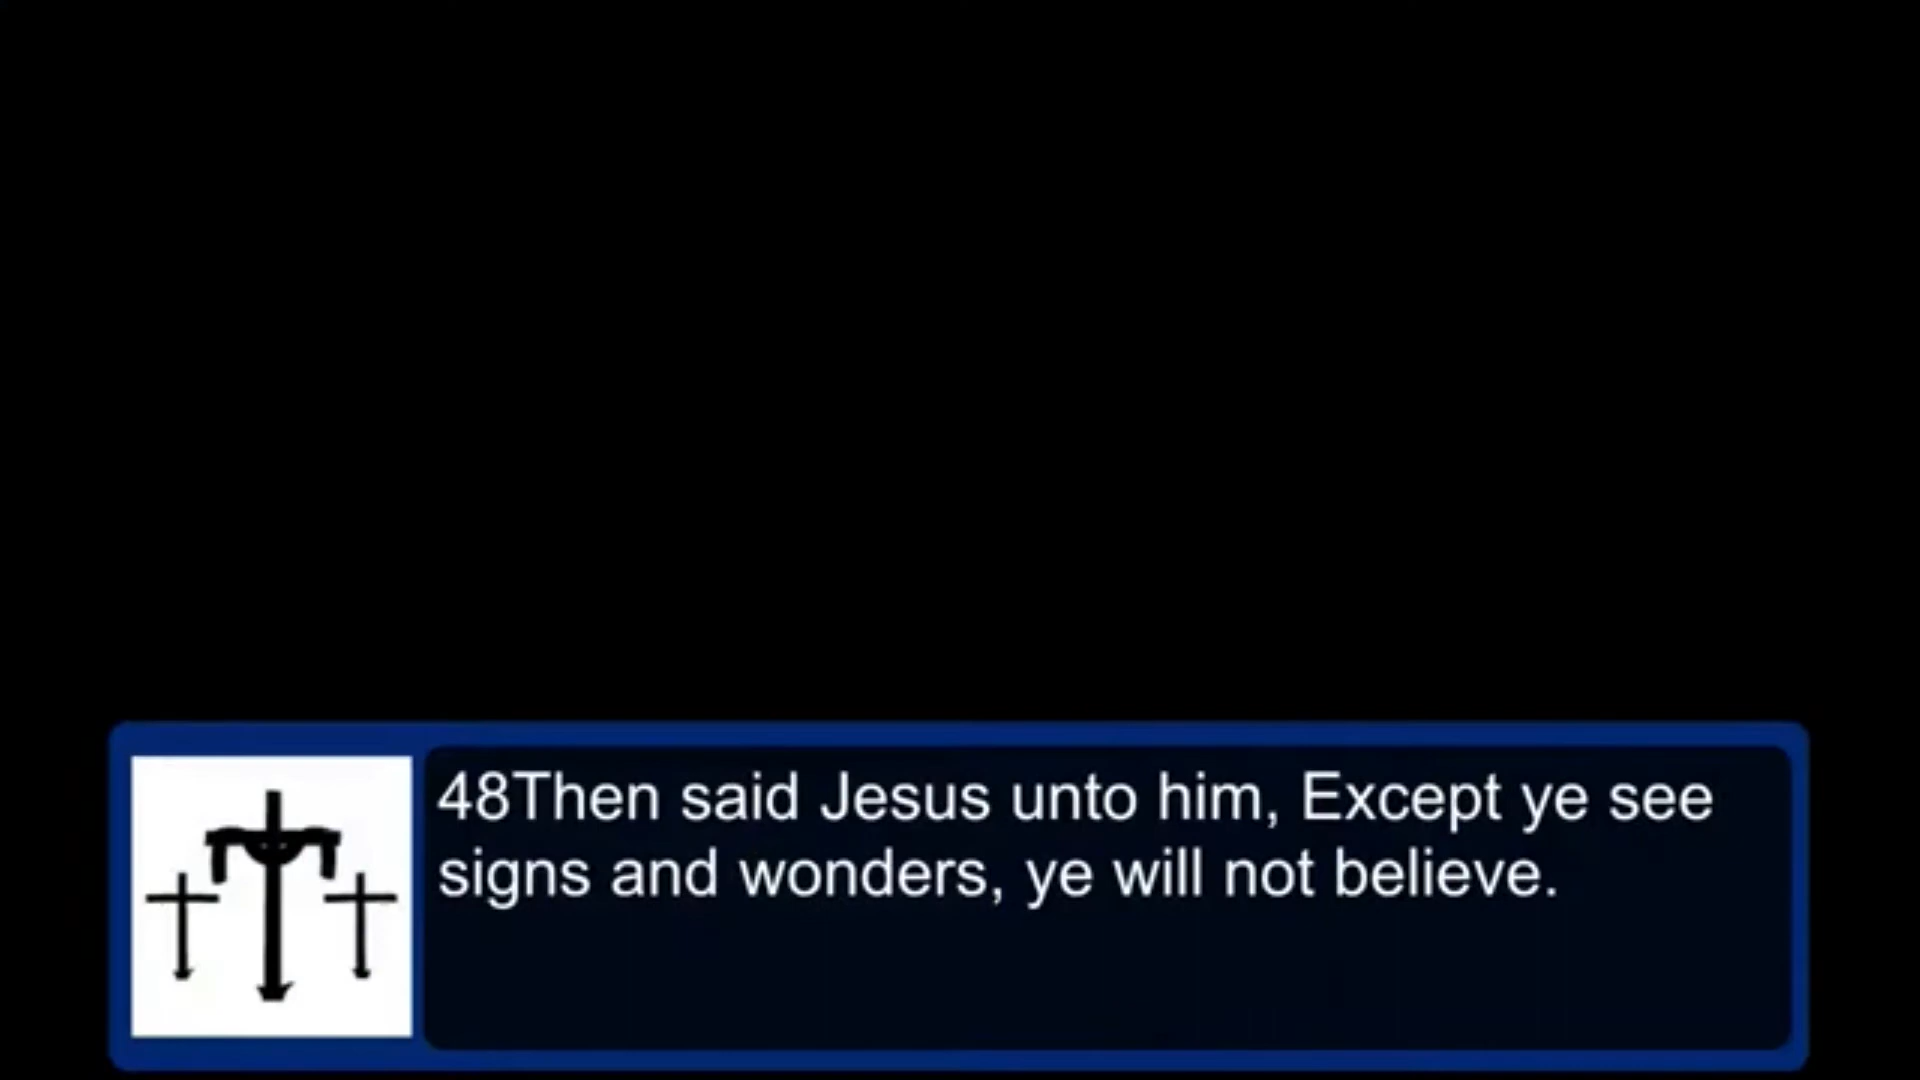 48Then said Jesus unto him, Except ye see
signs and wonders, ye will not believe.